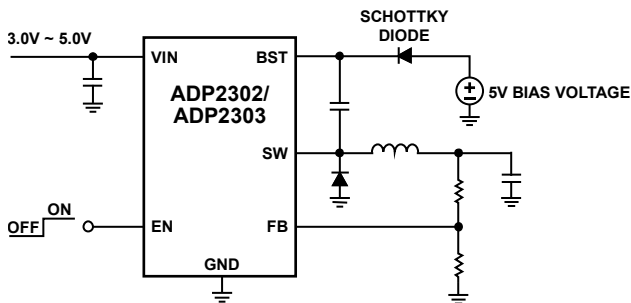 SCHOTTKY
DIODE
3.0V ~ 5.0V
VIN
BST
ADP2302/
ADP2303
5V BIAS VOLTAGE
SW
ON
OFF
EN
FB
GND